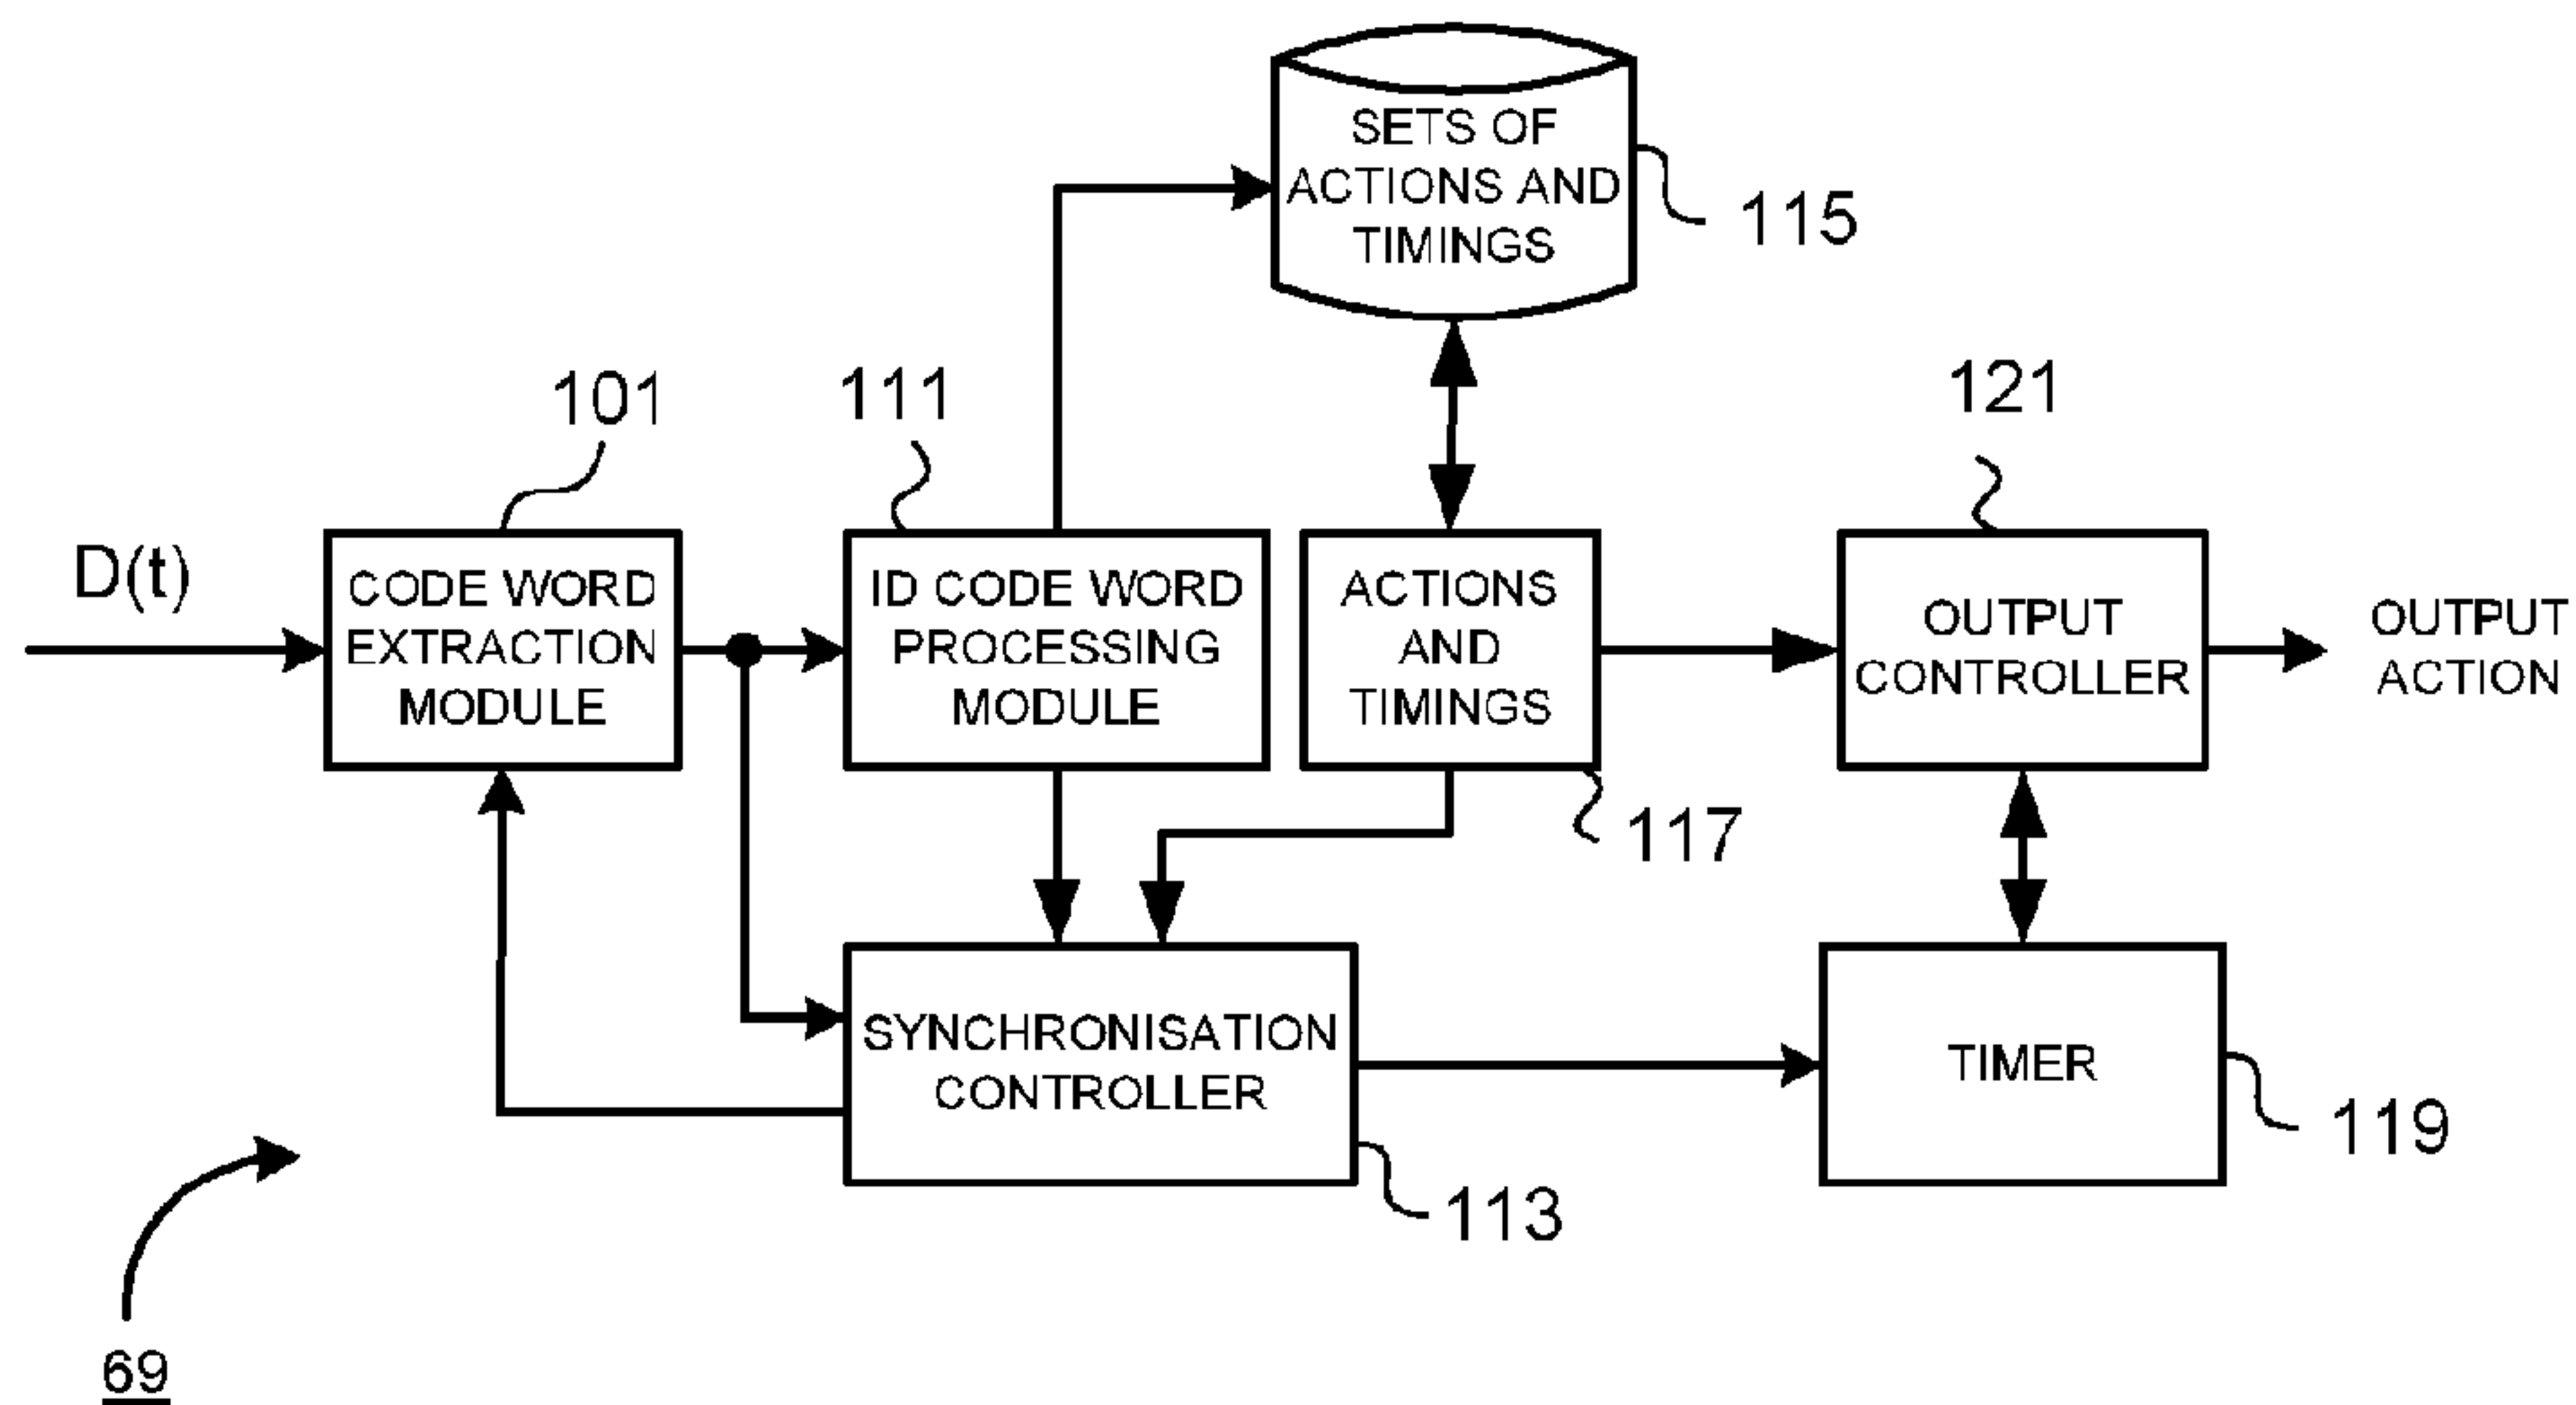 SETS OF
ACTIONS AND
TIMINGS
115
101
111
121
D(t)
CODE WORD
EXTRACTION
MODULE
ID CODE WORD
PROCESSING
MODULE
ACTIONS
AND
TIMINGS
OUTPUT
CONTROLLER
OUTPUT
ACTION
117
SYNCHRONISATION
CONTROLLER
TIMER
119
113
69